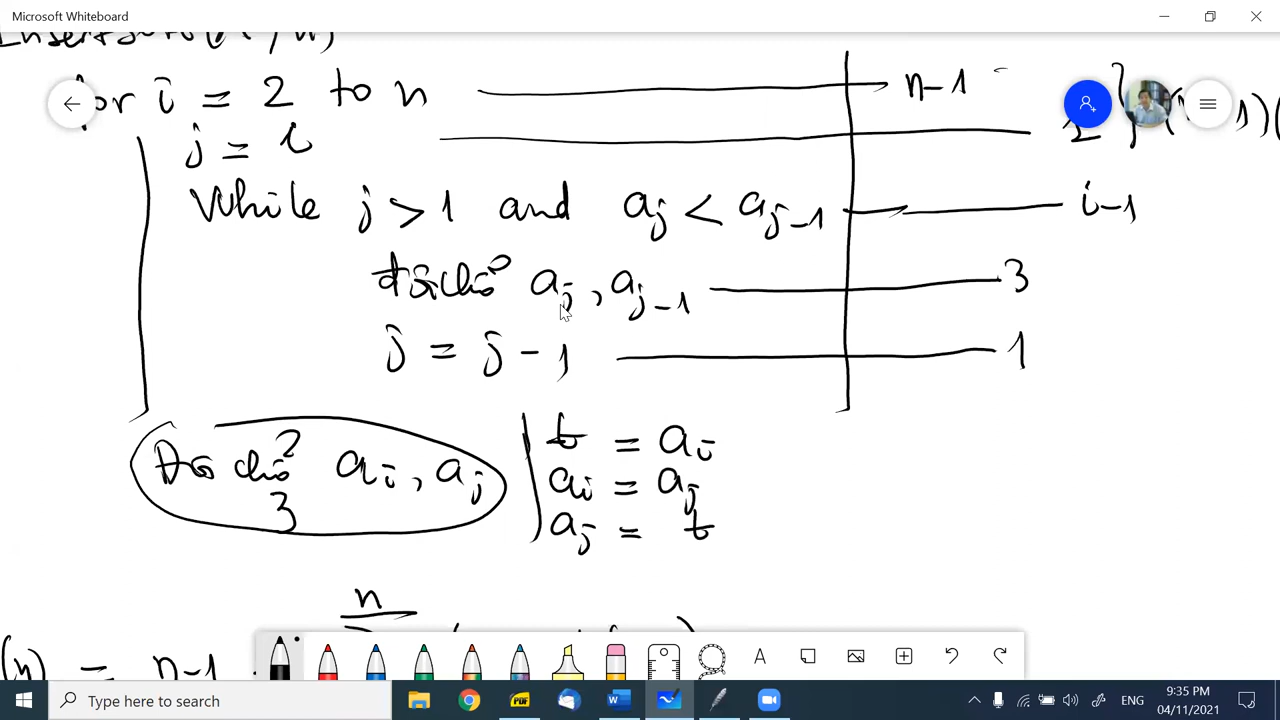 Microsoft Whiteboard
for i = 2 to n n-1
j = i
While j > 1 and aj < aj-1 i-1
đổi chỗ aj, aj-1 3
j = j - 1 1
Đổi chỗ ai, aj
3
t = ai
ai = aj
aj = t
n
(n) = n-1
A
Type here to search
PDF
ENG
9:35 PM
04/11/2021